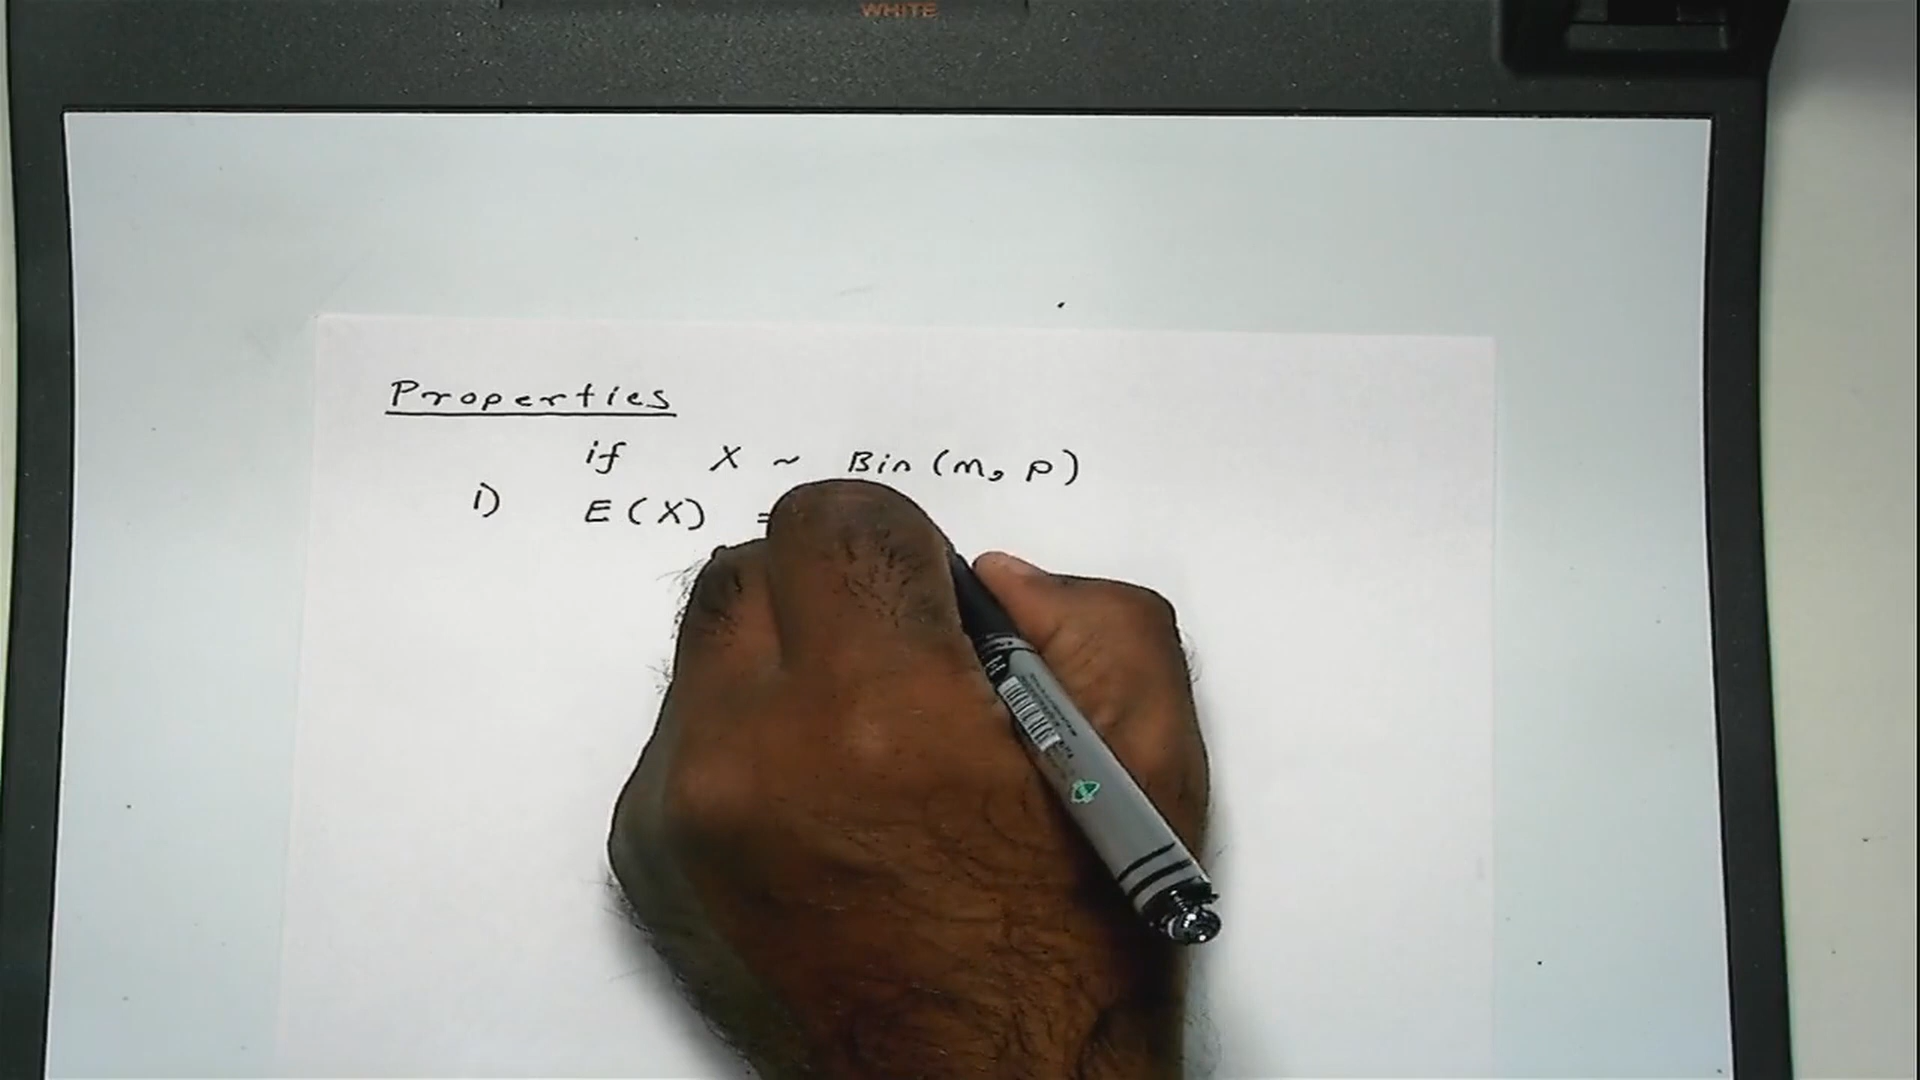 WHITE
Properties
if X ~ Bin (n, p)
1) E(X) =